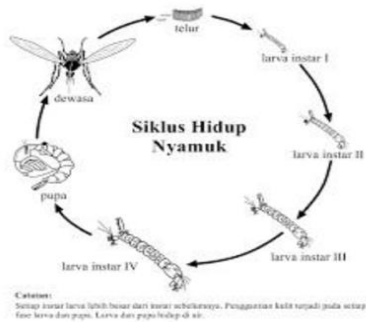 telur
larva instar I
dewasa
Siklus Hidup
Nyamuk
larva instar II
pupa
larva instar III
larva instar IV
Catatan:
Setiap instar larva lebih besar dari instar sebelumnya. Penggantian kulit terjadi pada setiap
fase larva dan pupa. Larva dan pupa hidup di air.